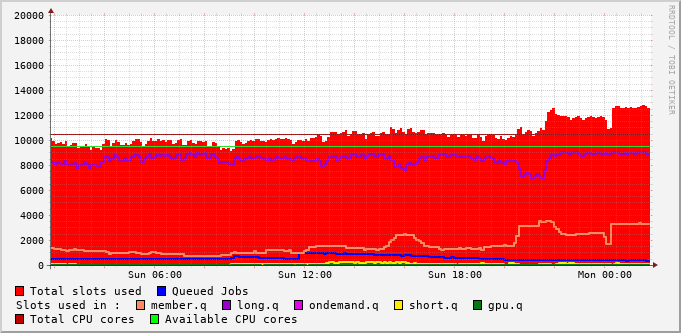 RRDTOOL / TOBI OETIKER
20000
18000
16000
14000
12000
10000
8000
6000
4000
2000
0
Sun 06:00 Sun 12:00 Sun 18:00 Mon 00:00
Total slots used Queued Jobs
Slots used in : member.q long.q ondemand.q short.q gpu.q
Total CPU cores Available CPU cores